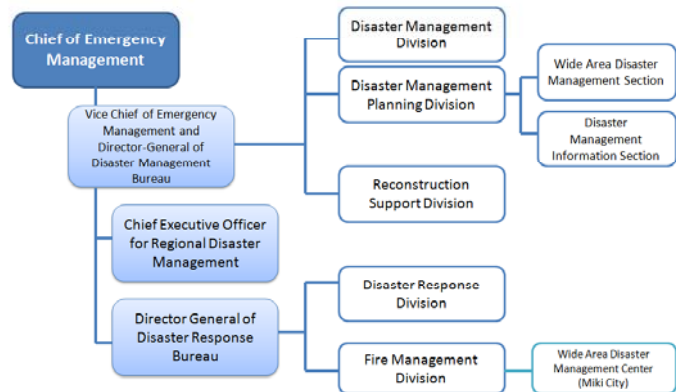 Chief of Emergency
Management
Vice Chief of Emergency
Management and
Director-General of
Disaster Management
Bureau
Chief Executive Officer
for Regional Disaster
Management
Director General of
Disaster Response
Bureau
Disaster Management
Division
Disaster Management
Planning Division
Reconstruction
Support Division
Wide Area Disaster
Management Section
Disaster
Management
Information Section
Disaster Response
Division
Fire Management
Division
Wide Area Disaster
Management Center
(Miki City)